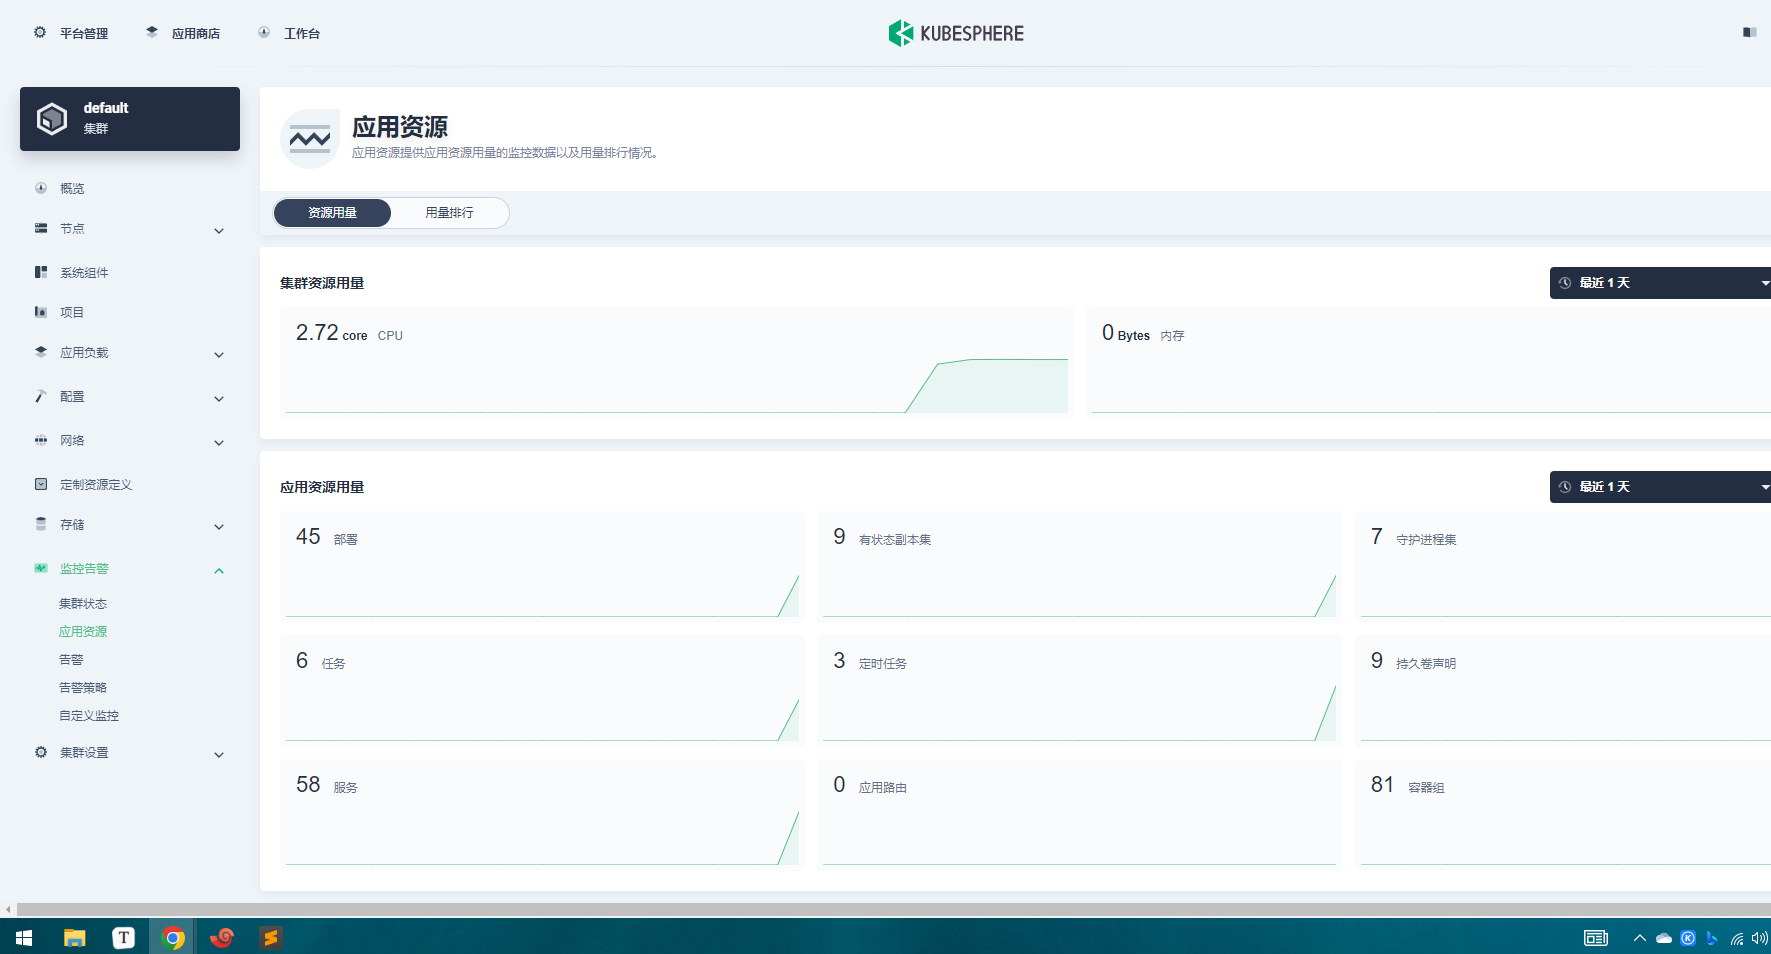 平台管理
应用商店
工作台
KUBESPHERE
default
集群
概览
节点
系统组件
项目
应用负载
配置
网络
定制资源定义
存储
监控告警
集群状态
应用资源
告警
告警策略
自定义监控
集群设置
应用资源
应用资源提供应用资源用量的监控数据以及用量排行情况。
资源用量
用量排行
集群资源用量
最近 1 天
2.72 core CPU
0 Bytes 内存
应用资源用量
最近 1 天
45 部署
9 有状态副本集
7 守护进程集
6 任务
3 定时任务
9 持久卷声明
58 服务
0 应用路由
81 容器组